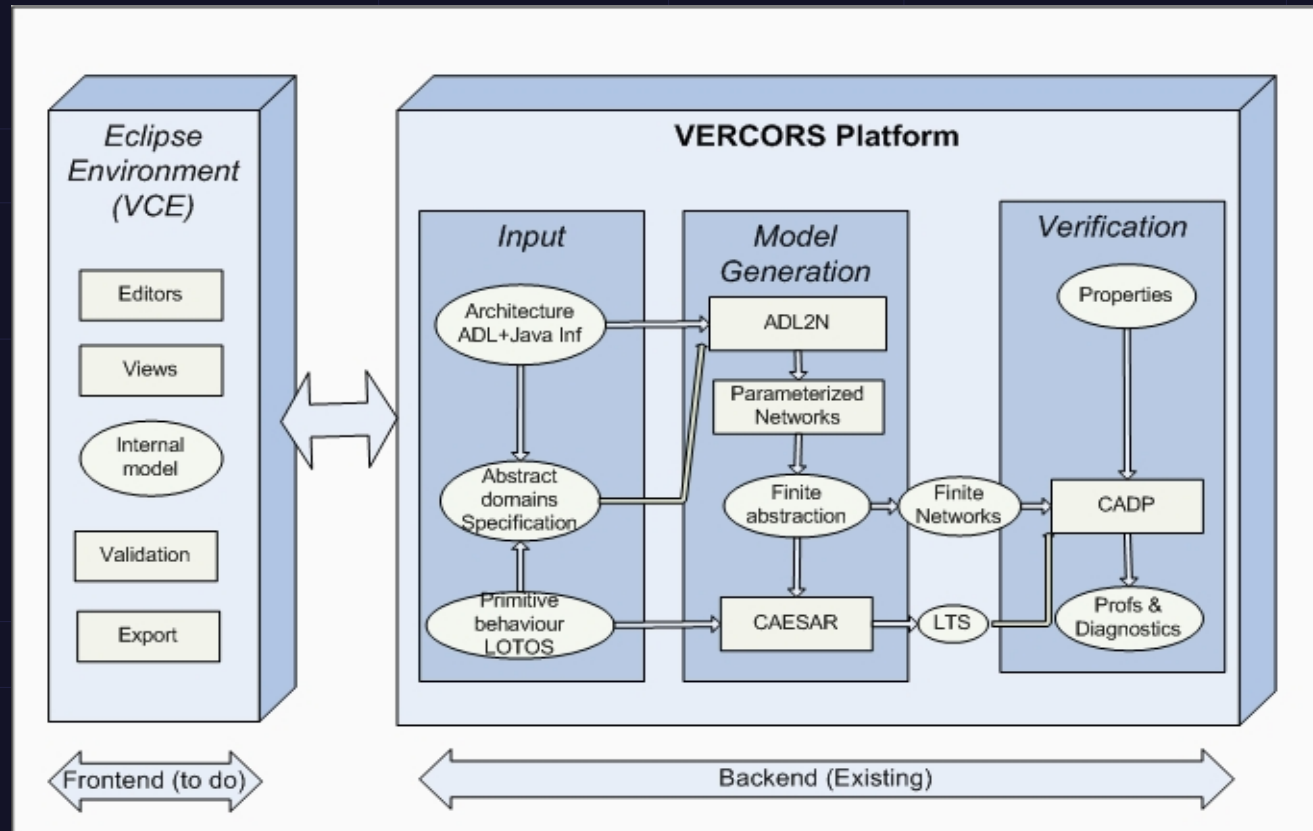 Eclipse
Environment
(VCE)
Editors
Views
Internal
model
Validation
Export
Frontend (to do)
VERCORS Platform
Input
Architecture
ADL+Java Inf
Abstract
domains
Specification
Primitive
behaviour
LOTOS
Model
Generation
ADL2N
Parameterized
Networks
Finite
abstraction
CAESAR
Finite
Networks
LTS
Verification
Properties
CADP
Profs &
Diagnostics
Backend (Existing)